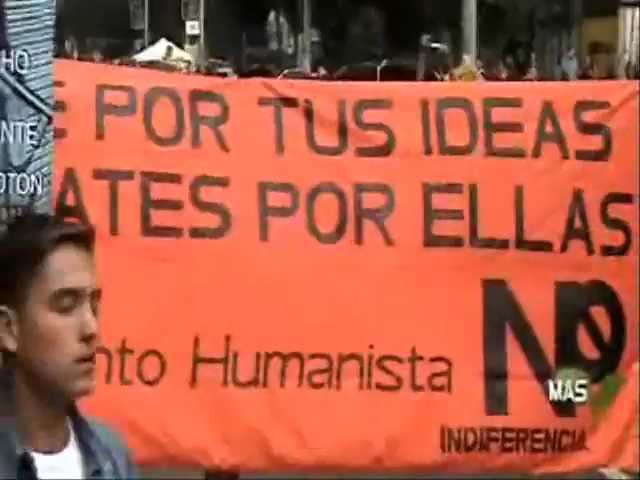 E POR TUS IDEAS
ATES POR ELLAS
nto Humanista
NO
MAS
INDIFERENCIA
HO
NTE
OTON